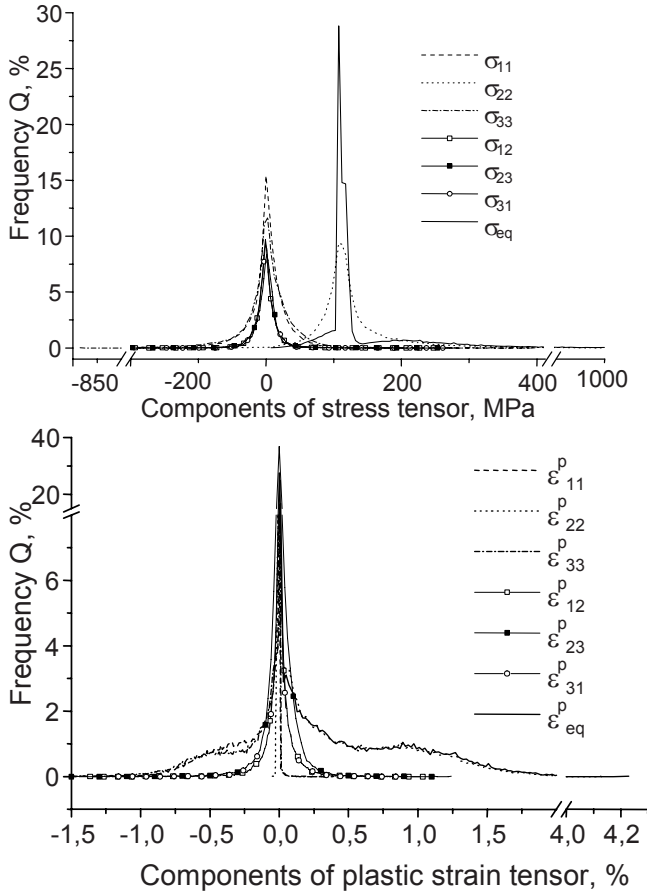 30
25
20
15
10
5
0
Frequency Q, %
σ11
σ22
σ33
σ12
σ23
σ31
σeq
-850 -200 0 200 400 1000
Components of stress tensor, MPa
40
20
6
4
2
0
Frequency Q, %
εp11
εp22
εp33
εp12
εp23
εp31
εpeq
-1,5 -1,0 -0,5 0,0 0,5 1,0 1,5 4,0 4,2
Components of plastic strain tensor, %